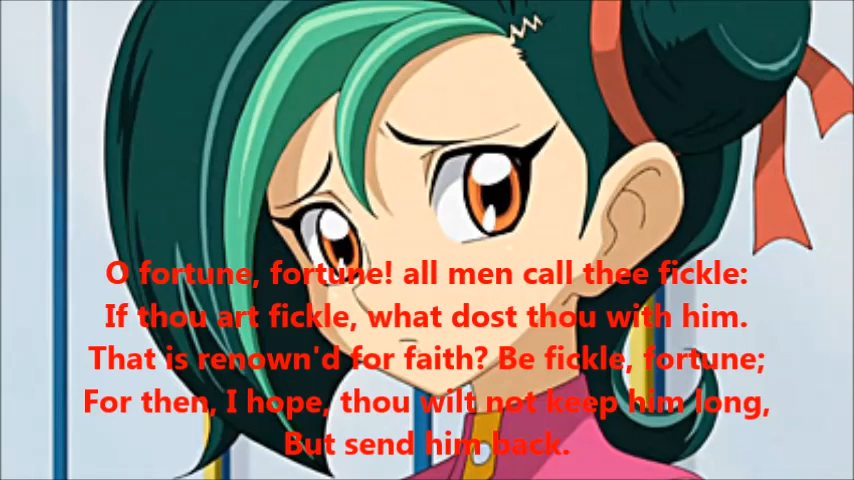 O fortune, fortune! all men call thee fickle:
If thou art fickle, what dost thou with him.
That is renown'd for faith? Be fickle, fortune;
For then, I hope, thou wilt not keep him long,
But send him back.